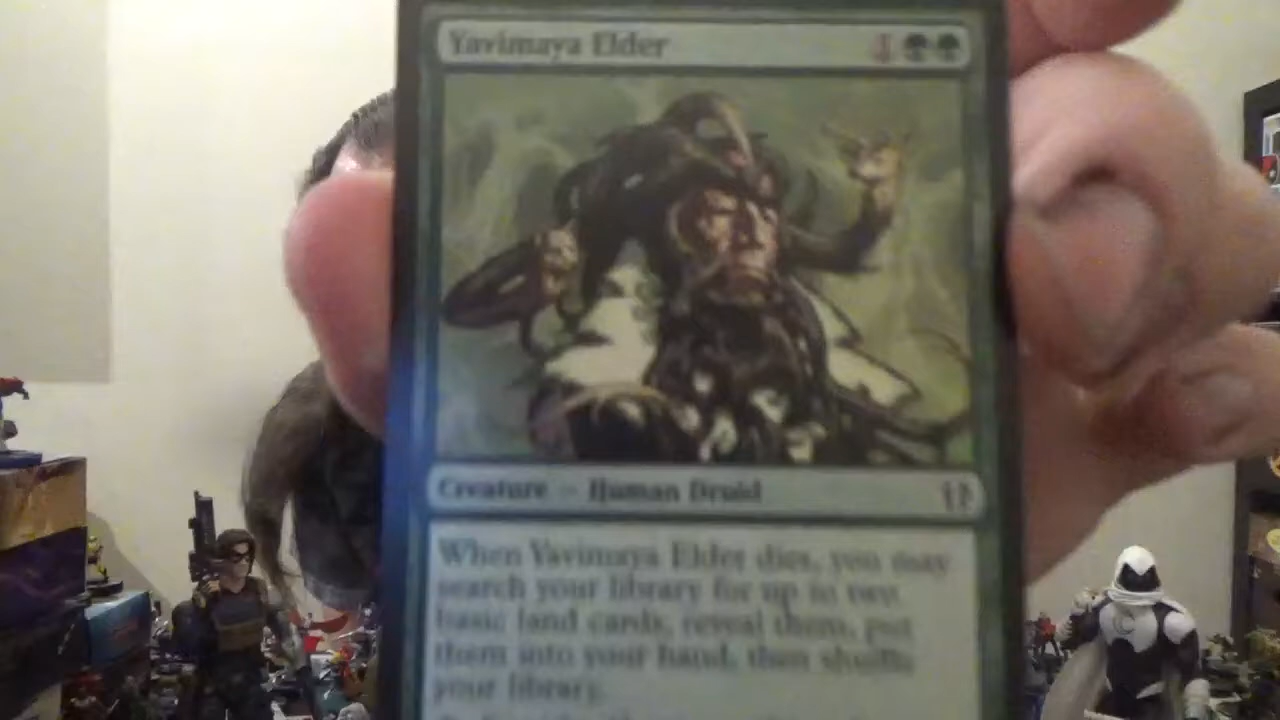 Yavimaya Elder
Creature — Human Druid
When Yavimaya Elder dies, you may
search your library for up to two
basic land cards, reveal them, put
them into your hand, then shuffle
your library.